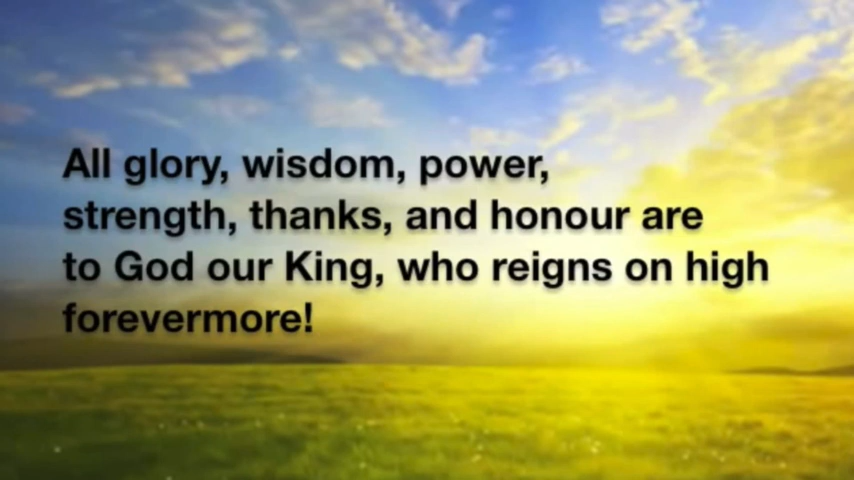 All glory, wisdom, power,
strength, thanks, and honour are
to God our King, who reigns on high
forevermore!